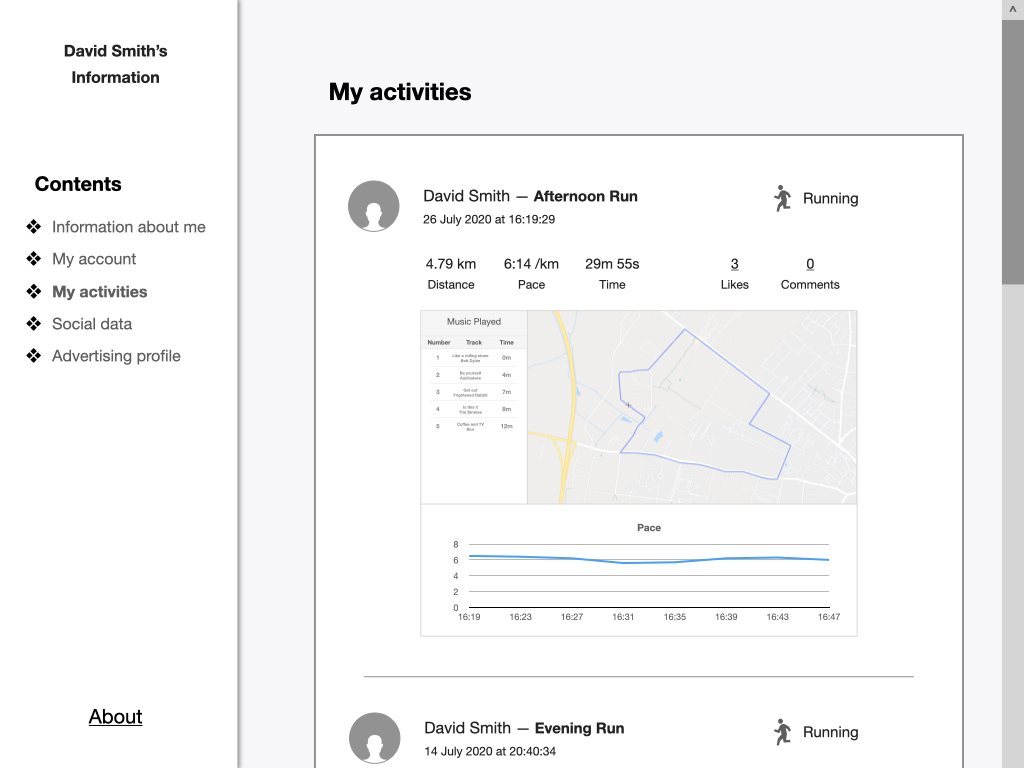 David Smith’s
Information
Contents
Information about me
My account
My activities
Social data
Advertising profile
About
My activities
David Smith — Afternoon Run
26 July 2020 at 16:19:29
Running
4.79 km 6:14 /km 29m 55s 3 0
Distance Pace Time Likes Comments
Music Played
Number Track Time
1 Like a rolling stone 0m
Bob Dylan
2 Be yourself 4m
Audioslave
3 Get out 7m
Frightened Rabbit
4 Is this it 8m
The Strokes
5 Coffee and TV 12m
Blur
Pace
8
6
4
2
0
16:19 16:23 16:27 16:31 16:35 16:39 16:43 16:47
David Smith — Evening Run
14 July 2020 at 20:40:34
Running